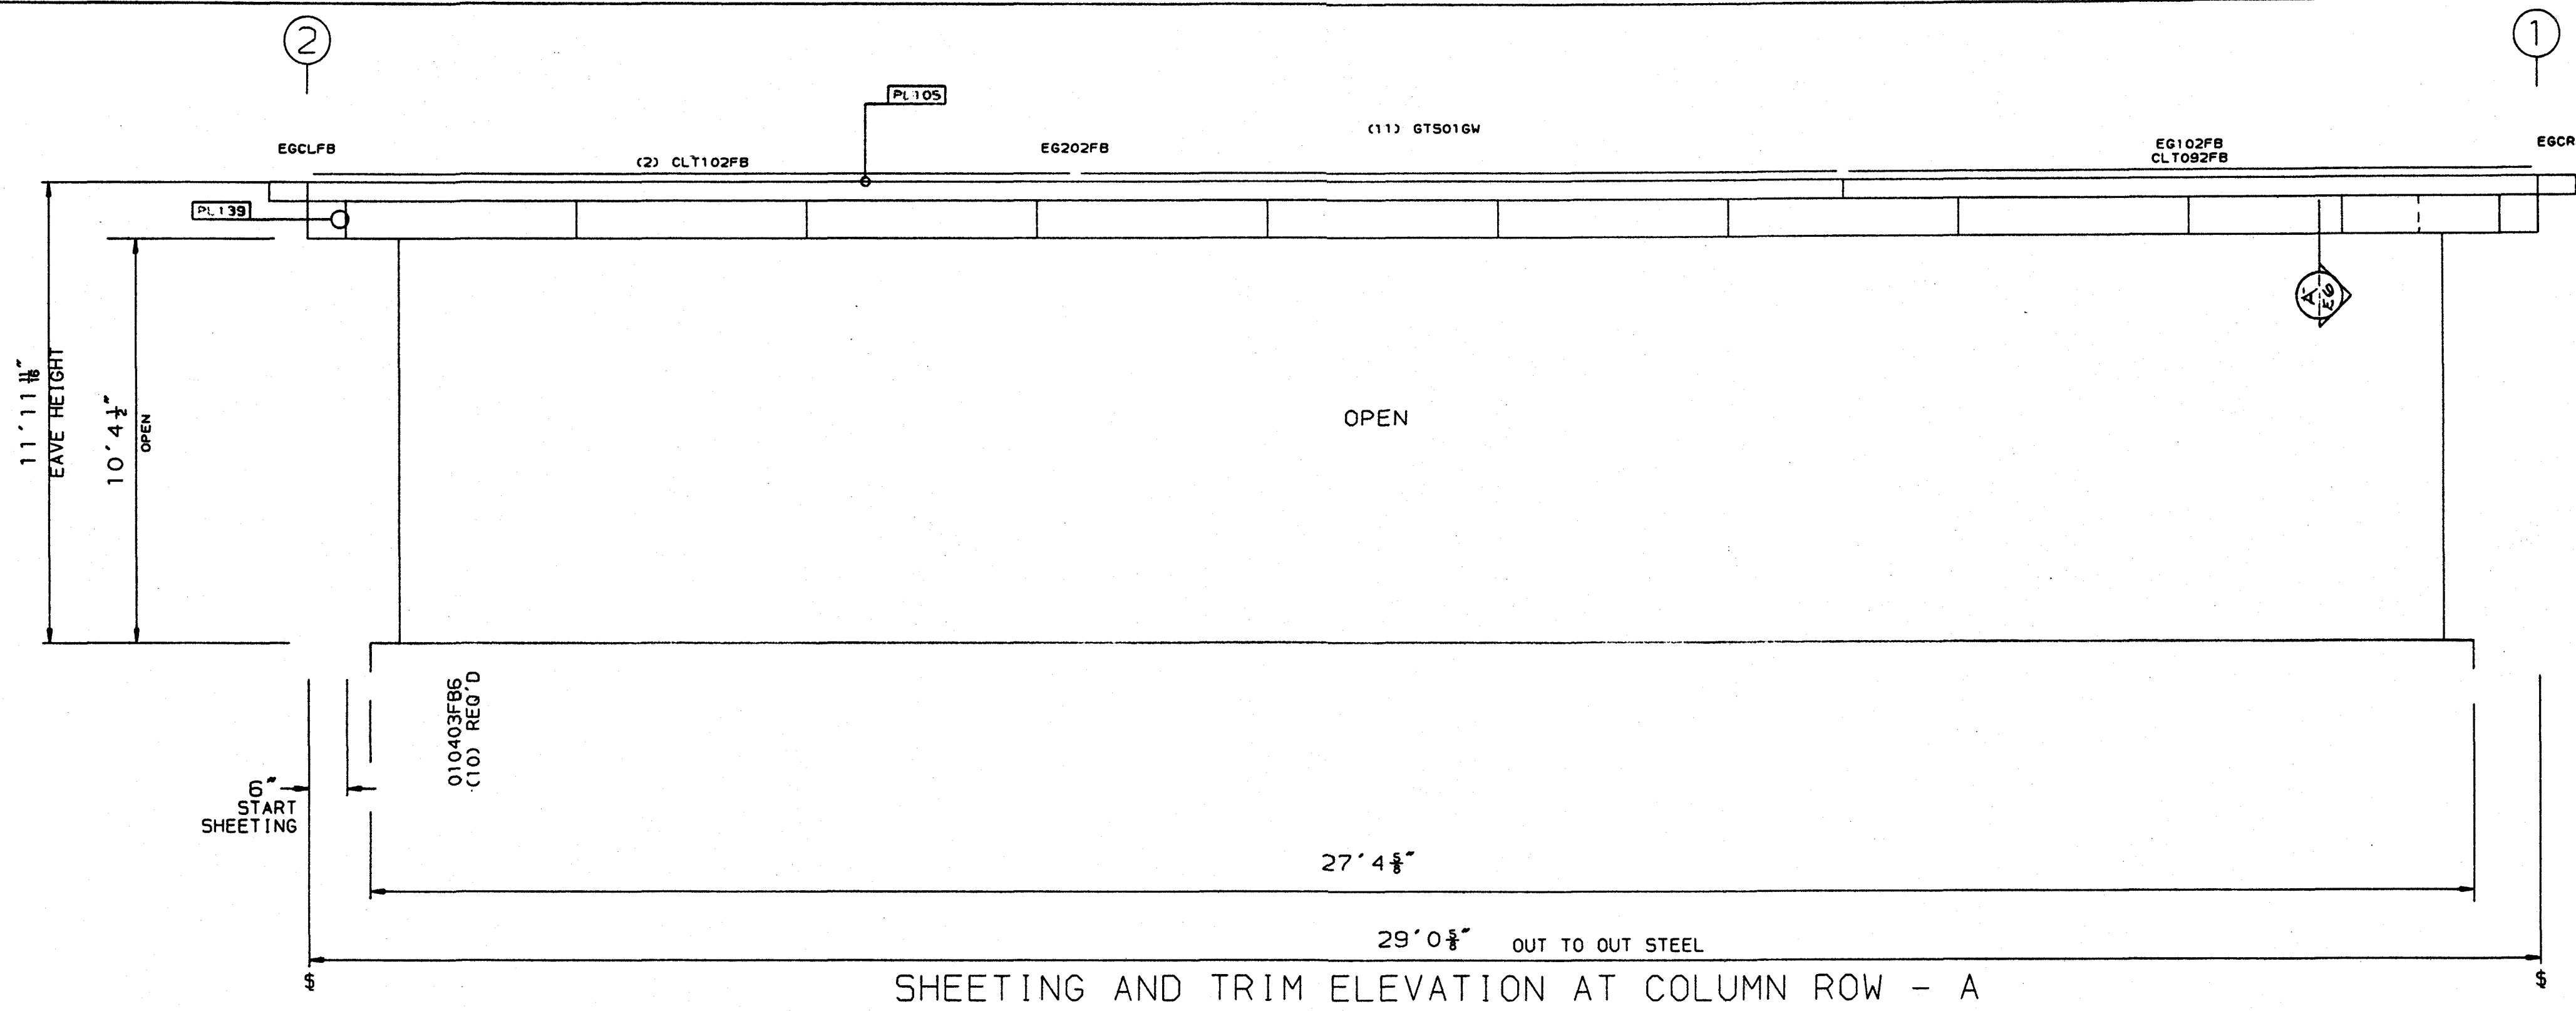 2
1
PL105
(11) GTS01GW
EGCLFB
(2) CLT102FB
EG202FB
EG102FB
CLT092FB
EGCR
PL139
A
E6
11'11 11/16"
EAVE HEIGHT
10'4 1/2"
OPEN
OPEN
010403FB6
(10) REQ'D
6"
START
SHEETING
27'4 5/8"
29'0 5/8" OUT TO OUT STEEL
SHEETING AND TRIM ELEVATION AT COLUMN ROW - A